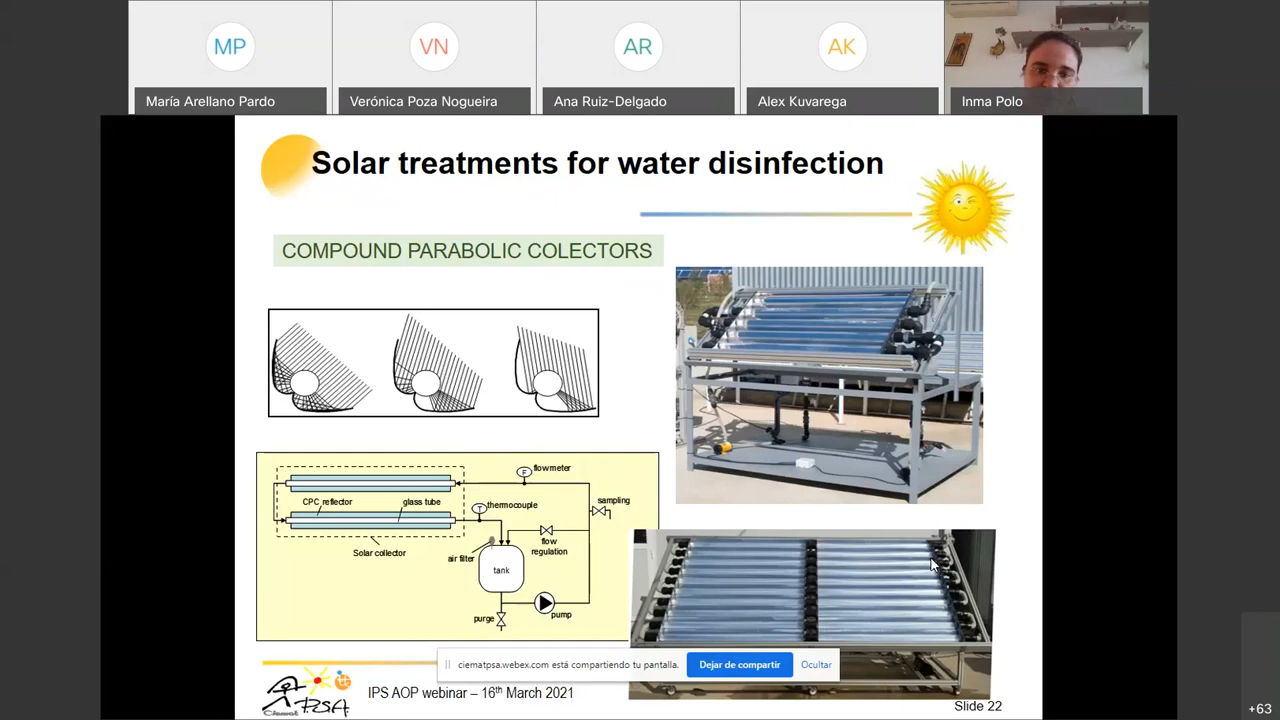 MP
VN
AR
AK
María Arellano Pardo
Verónica Poza Nogueira
Ana Ruiz-Delgado
Alex Kuvarega
Inma Polo
Solar treatments for water disinfection
COMPOUND PARABOLIC COLECTORS
F
flowmeter
CPC reflector
glass tube
T
thermocouple
sampling
Solar collector
air filter
flow
regulation
tank
purge
pump
ciematpsa.webex.com está compartiendo tu pantalla.
Dejar de compartir
Ocultar
Ciemat
PSA
IPS AOP webinar – 16th March 2021
Slide 22
+63